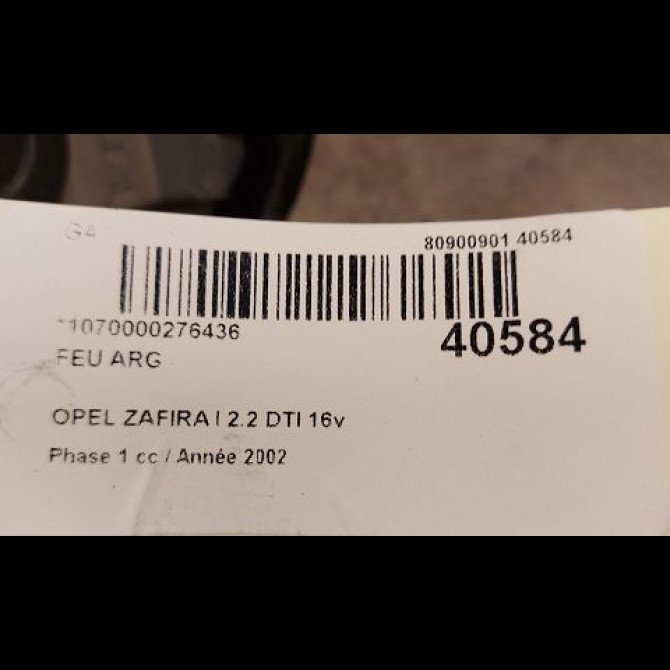 G4
80900901 40584
*1070000276436
40584
FEU ARG
OPEL ZAFIRA I 2.2 DTI 16v
Phase 1 cc / Année 2002